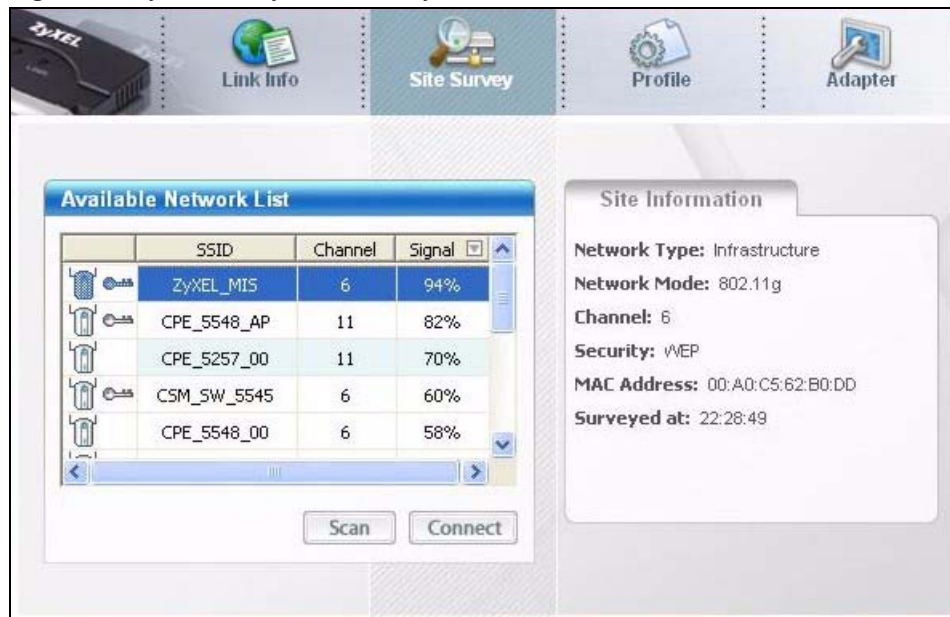 ZyXEL
Link Info
Site Survey
Profile
Adapter
Available Network List
SSID Channel Signal
ZyXEL_MIS 6 94%
CPE_5548_AP 11 82%
CPE_5257_00 11 70%
CSM_SW_5545 6 60%
CPE_5548_00 6 58%
Scan Connect
Site Information
Network Type: Infrastructure
Network Mode: 802.11g
Channel: 6
Security: WEP
MAC Address: 00:A0:C5:62:B0:DD
Surveyed at: 22:28:49